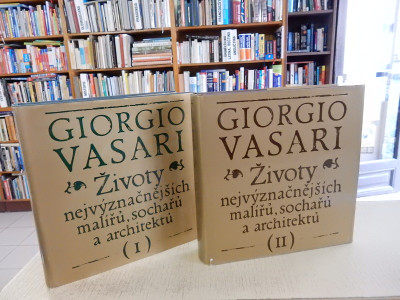 GIORGIO
VASARI
Životy
nejvýznačnějších
malířů, sochařů
a architektů
(I)
GIORGIO
VASARI
Životy
nejvýznačnějších
malířů, sochařů
a architektů
(II)